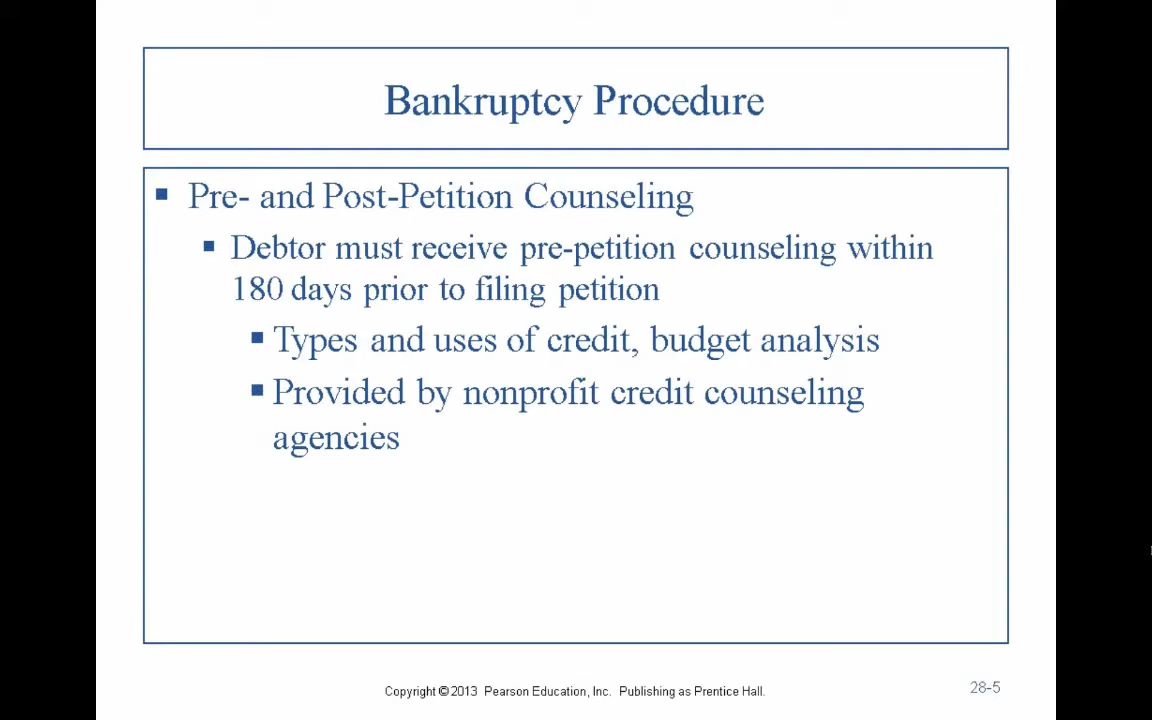 Bankruptcy Procedure
▪ Pre- and Post-Petition Counseling
▪ Debtor must receive pre-petition counseling within
180 days prior to filing petition
▪ Types and uses of credit, budget analysis
▪ Provided by nonprofit credit counseling
agencies
Copyright © 2013 Pearson Education, Inc. Publishing as Prentice Hall.
28-5